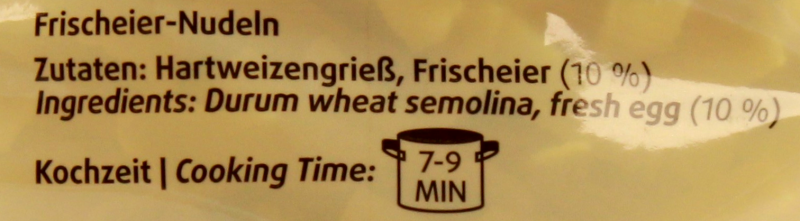 Frischeier-Nudeln
Zutaten: Hartweizengrieß, Frischeier (10 %)
Ingredients: Durum wheat semolina, fresh egg (10 %)
Kochzeit | Cooking Time:
7-9
MIN